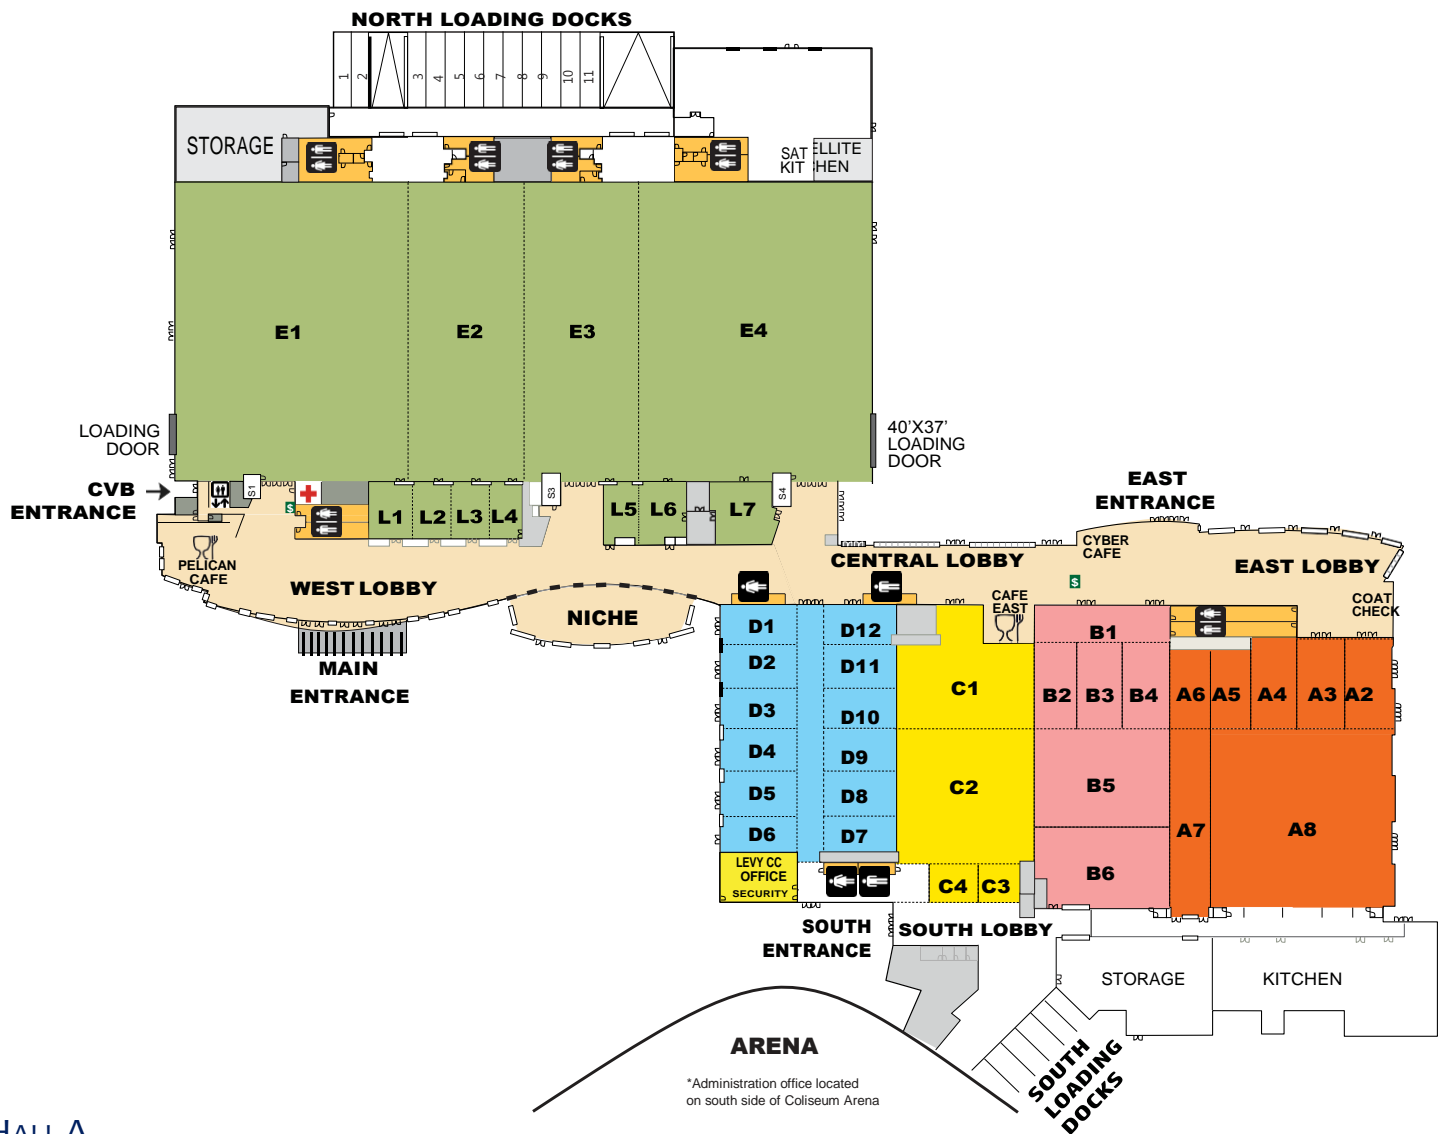 NORTH LOADING DOCKS
1 2 3 4 5 6 7 8 9 10 11
STORAGE
SAT ELLITE
KIT CHEN
E1 E2 E3 E4
LOADING
DOOR
40'X37'
LOADING
DOOR
CVB
ENTRANCE
S1 S3 S4
$
L1 L2 L3 L4 L5 L6 L7
PELICAN
CAFE
WEST LOBBY
NICHE
MAIN
ENTRANCE
CENTRAL LOBBY
EAST
ENTRANCE
CYBER
CAFE
EAST LOBBY
$
CAFE
EAST
COAT
CHECK
D1 D12
D2 D11
D3 D10
D4 D9
D5 D8
D6 D7
C1
C2
C4 C3
B1
B2 B3 B4
B5
B6
A6 A5 A4 A3 A2
A7 A8
LEVY CC
OFFICE
SECURITY
SOUTH
ENTRANCE
SOUTH LOBBY
STORAGE
KITCHEN
SOUTH
LOADING
DOCKS
ARENA
*Administration office located
on south side of Coliseum Arena
HALL A